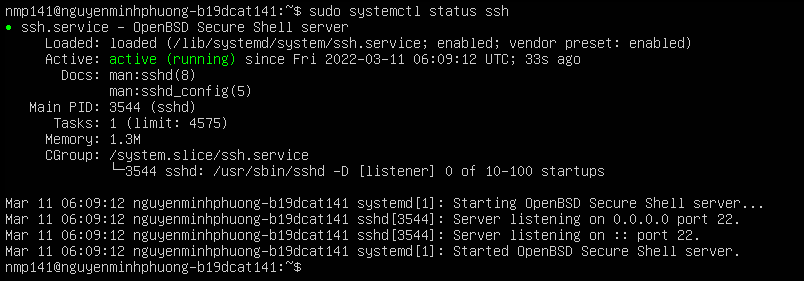 nmp141@nguyenminhphuong-b19dcat141:~$ sudo systemctl status ssh
● ssh.service - OpenBSD Secure Shell server
Loaded: loaded (/lib/systemd/system/ssh.service; enabled; vendor preset: enabled)
Active: active (running) since Fri 2022-03-11 06:09:12 UTC; 33s ago
Docs: man:sshd(8)
man:sshd_config(5)
Main PID: 3544 (sshd)
Tasks: 1 (limit: 4575)
Memory: 1.3M
CGroup: /system.slice/ssh.service
└─3544 sshd: /usr/sbin/sshd -D [listener] 0 of 10-100 startups
Mar 11 06:09:12 nguyenminhphuong-b19dcat141 systemd[1]: Starting OpenBSD Secure Shell server...
Mar 11 06:09:12 nguyenminhphuong-b19dcat141 sshd[3544]: Server listening on 0.0.0.0 port 22.
Mar 11 06:09:12 nguyenminhphuong-b19dcat141 sshd[3544]: Server listening on :: port 22.
Mar 11 06:09:12 nguyenminhphuong-b19dcat141 systemd[1]: Started OpenBSD Secure Shell server.
nmp141@nguyenminhphuong-b19dcat141:~$